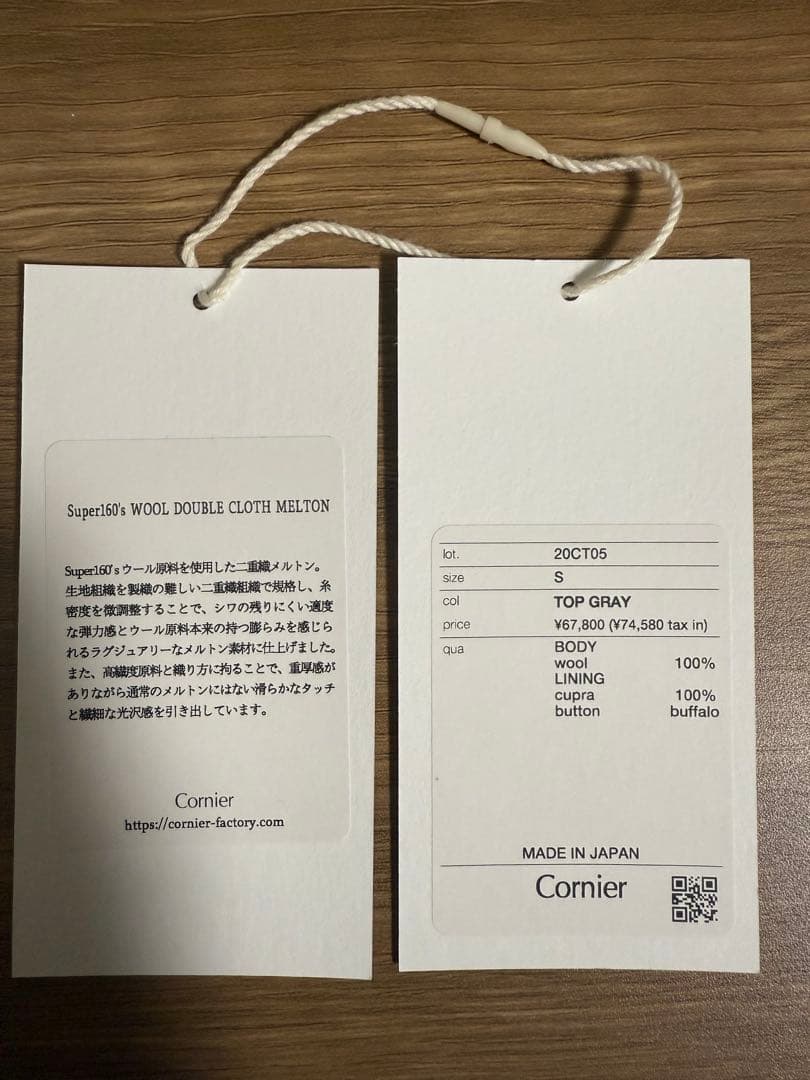 Super160's WOOL DOUBLE CLOTH MELTON
Super160'sウール原料を使用した二重織メルトン。
生地組織を製織の難しい二重織組織で規格し、糸
密度を微調整することで、シワの残りにくい適度
な弾力感とウール原料本来の持つ膨らみを感じら
れるラグジュアリーなメルトン素材に仕上げました。
また、高繊度原料と織り方に拘ることで、重厚感が
ありながら通常のメルトンにはない滑らかなタッチ
と繊細な光沢感を引き出しています。
Cornier
https://cornier-factory.com
lot. 20CT05
size S
col TOP GRAY
price ¥67,800 (¥74,580 tax in)
qua BODY
wool 100%
LINING
cupra 100%
button buffalo
MADE IN JAPAN
Cornier